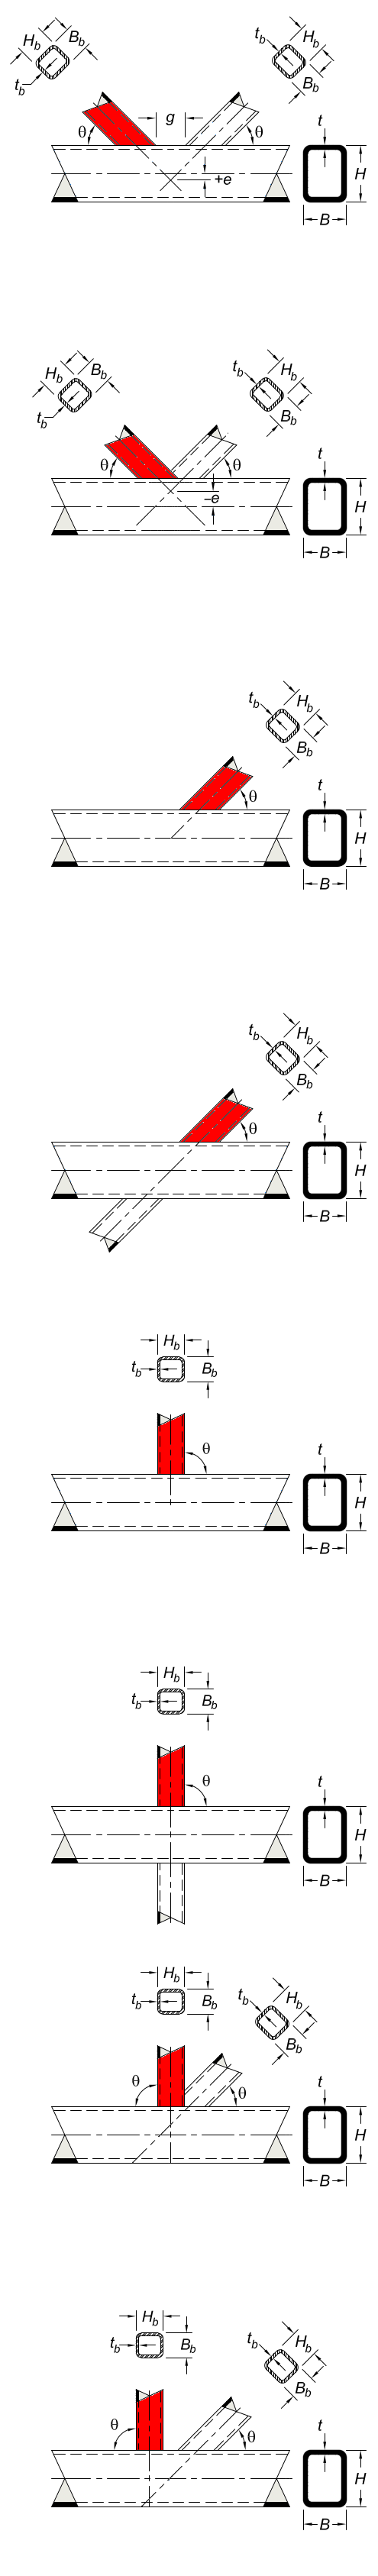 H_b B_b t_b H_b B_b
t_b
θ g θ t
+e H
B
H_b B_b t_b H_b
t_b B_b
θ θ t
–e H
B
t_b H_b
B_b
θ t
H
B
t_b H_b
B_b
θ t
H
B
H_b
t_b B_b
θ t
H
B
H_b
t_b B_b
θ t
H
B
H_b t_b H_b
t_b B_b B_b
θ θ t
H
B
H_b t_b H_b
t_b B_b B_b
θ θ t
H
B